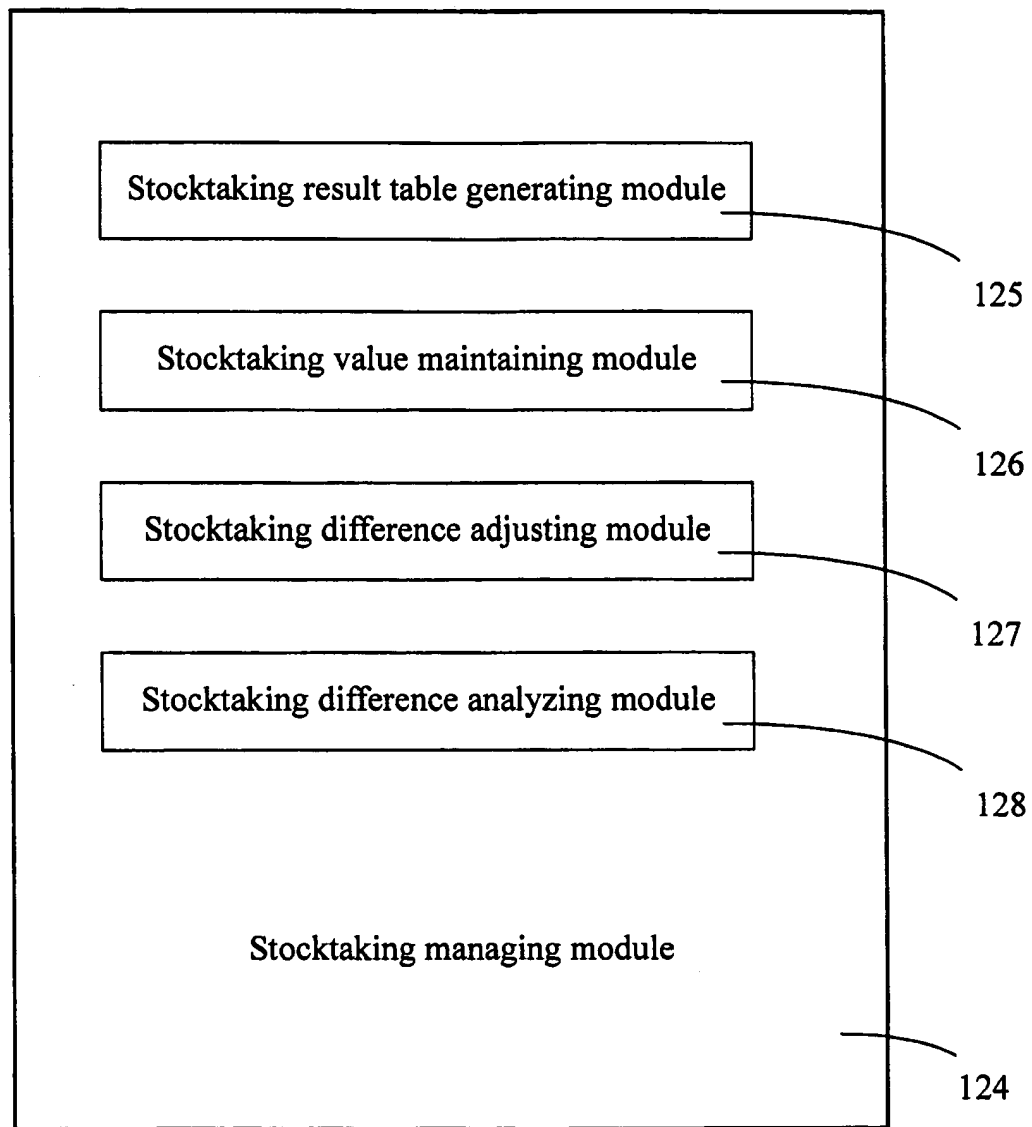 Stocktaking result table generating module
125
Stocktaking value maintaining module
126
Stocktaking difference adjusting module
127
Stocktaking difference analyzing module
128
Stocktaking managing module
124